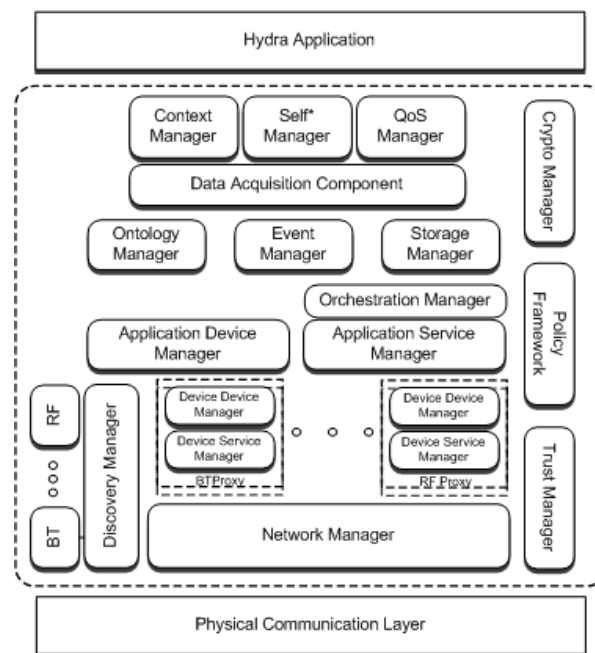 Hydra Application
Context
Manager
Self*
Manager
QoS
Manager
Data Acquisition Component
Crypto Manager
Ontology
Manager
Event
Manager
Storage
Manager
Orchestration Manager
Application Device
Manager
Application Service
Manager
Policy
Framework
RF
BT
Discovery Manager
Device Device
Manager
Device Service
Manager
BTProxy
Device Device
Manager
Device Service
Manager
RF Proxy
Trust Manager
Network Manager
Physical Communication Layer